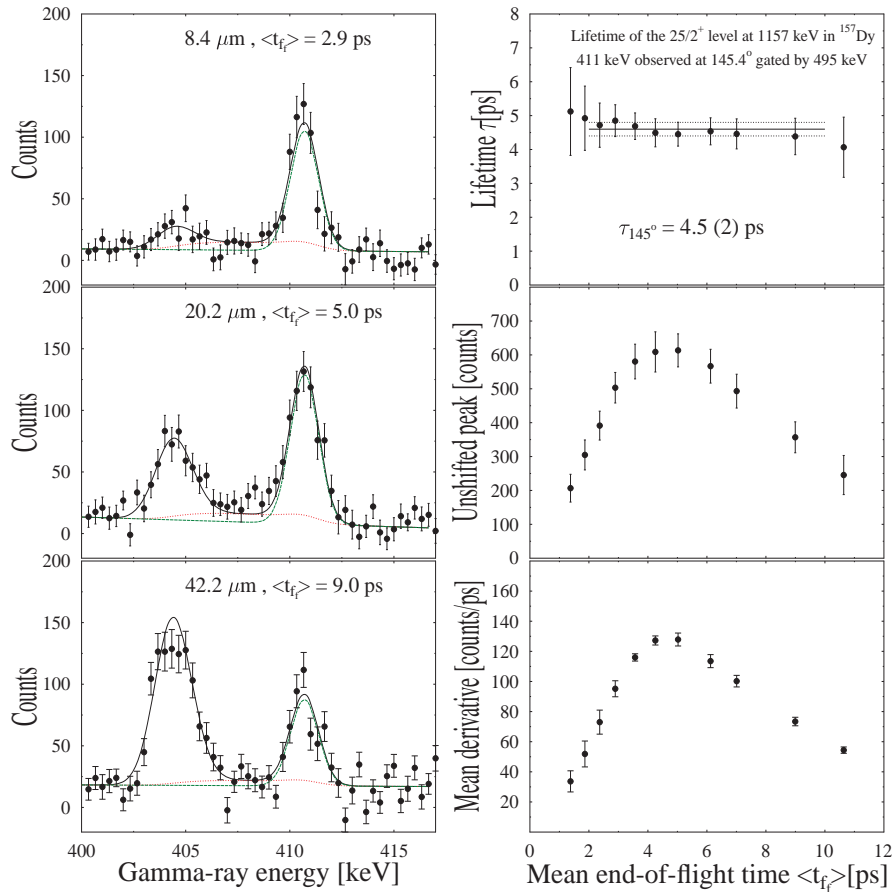 200
150
100
50
0
Counts
8.4 μm , <t_f_f> = 2.9 ps
200
150
100
50
0
Counts
20.2 μm , <t_f_f> = 5.0 ps
200
150
100
50
0
Counts
42.2 μm , <t_f_f> = 9.0 ps
400 405 410 415
Gamma-ray energy [keV]
8
7
6
5
4
3
2
1
0
Lifetime τ[ps]
Lifetime of the 25/2⁺ level at 1157 keV in ¹⁵⁷Dy
411 keV observed at 145.4° gated by 495 keV
τ₁₄₅° = 4.5 (2) ps
700
600
500
400
300
200
100
0
Unshifted peak [counts]
160
140
120
100
80
60
40
20
Mean derivative [counts/ps]
0 2 4 6 8 10 12
Mean end-of-flight time <t_f_f>[ps]